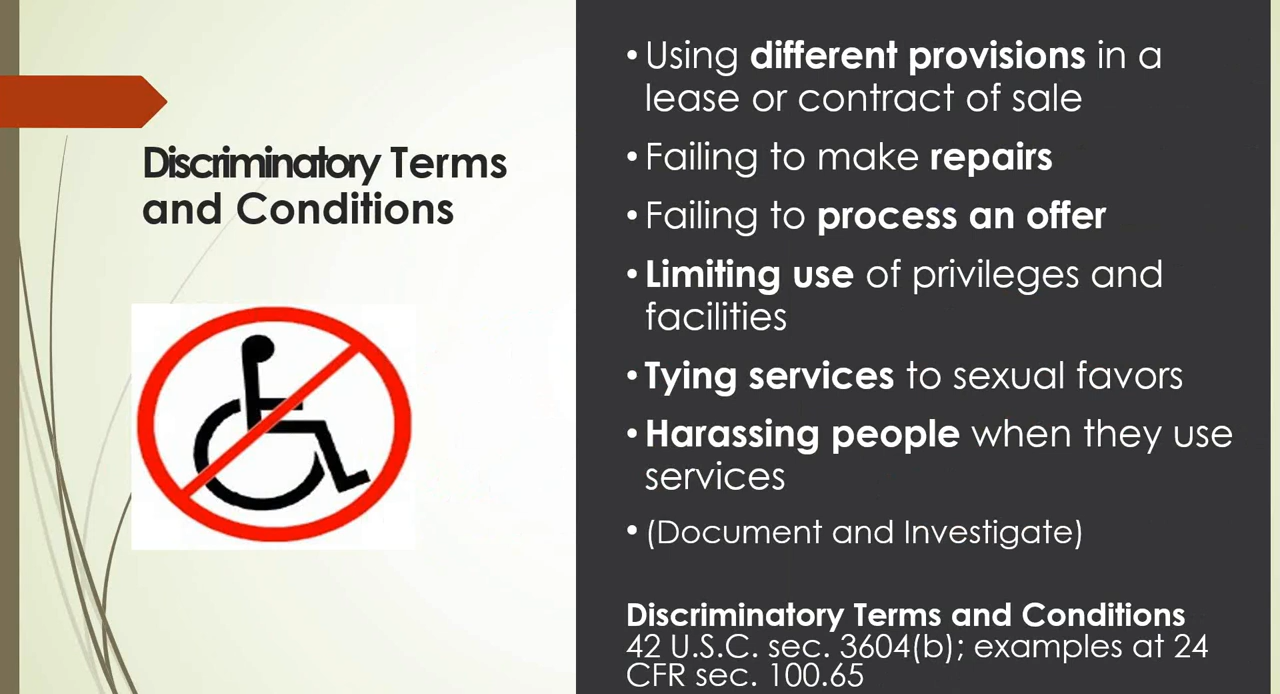 Discriminatory Terms
and Conditions
• Using different provisions in a
lease or contract of sale
• Failing to make repairs
• Failing to process an offer
• Limiting use of privileges and
facilities
• Tying services to sexual favors
• Harassing people when they use
services
• (Document and Investigate)
Discriminatory Terms and Conditions
42 U.S.C. sec. 3604(b); examples at 24
CFR sec. 100.65